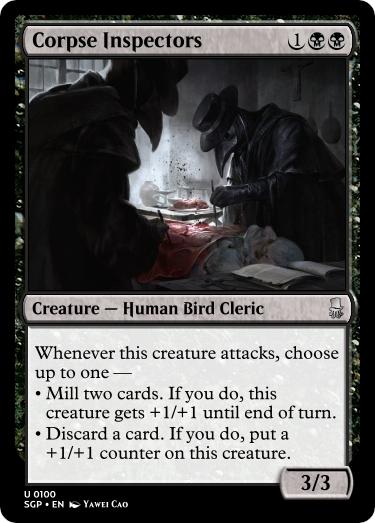 Corpse Inspectors 1
Creature — Human Bird Cleric
Whenever this creature attacks, choose
up to one —
• Mill two cards. If you do, this
creature gets +1/+1 until end of turn.
• Discard a card. If you do, put a
+1/+1 counter on this creature.
3/3
U 0100
SGP • EN Yawei Cao